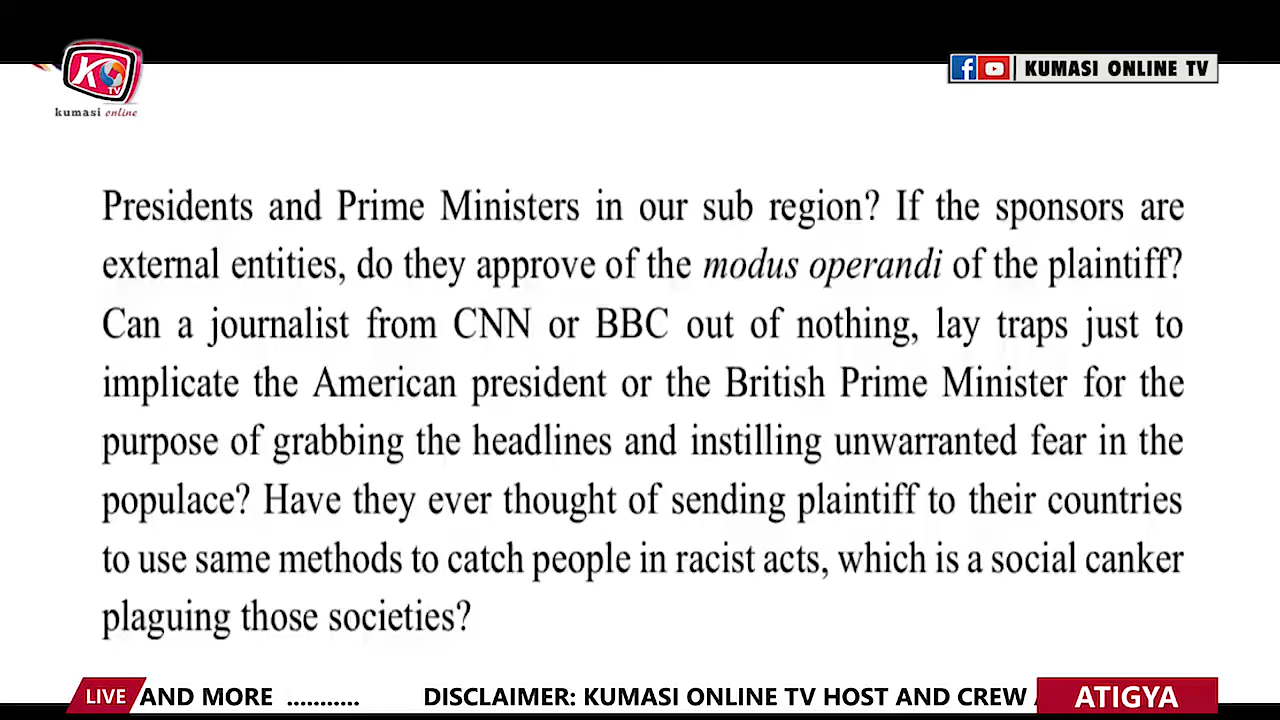 K
TV
kumasi online
KUMASI ONLINE TV
Presidents and Prime Ministers in our sub region? If the sponsors are
external entities, do they approve of the modus operandi of the plaintiff?
Can a journalist from CNN or BBC out of nothing, lay traps just to
implicate the American president or the British Prime Minister for the
purpose of grabbing the headlines and instilling unwarranted fear in the
populace? Have they ever thought of sending plaintiff to their countries
to use same methods to catch people in racist acts, which is a social canker
plaguing those societies?
LIVE AND MORE ........... DISCLAIMER: KUMASI ONLINE TV HOST AND CREW ATIGYA